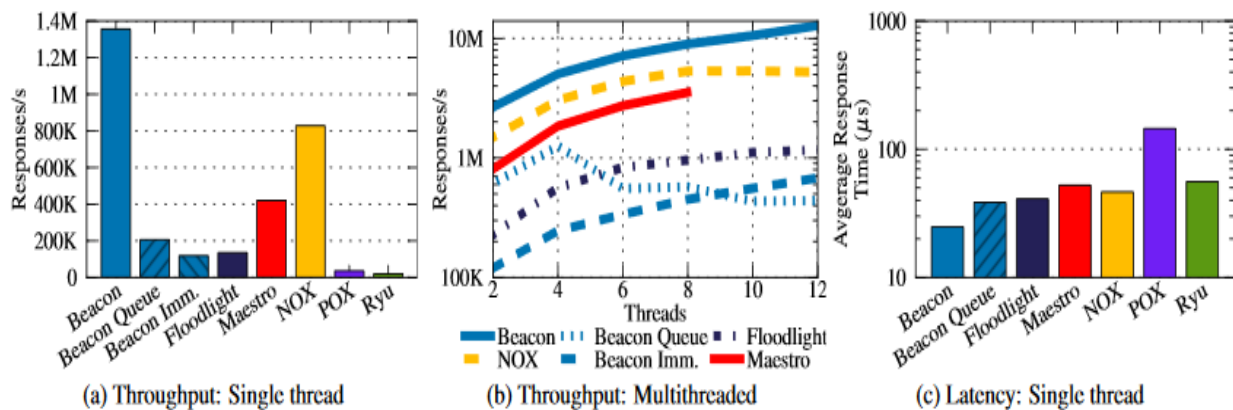 1.4M
1.2M
1M
800K
600K
400K
200K
0
Responses/s
Beacon
Beacon Queue
Beacon Imm.
Floodlight
Maestro
NOX
POX
Ryu
(a) Throughput: Single thread
10M
1M
100K
Responses/s
2 4 6 8 10 12
Threads
Beacon Beacon Queue Floodlight
NOX Beacon Imm. Maestro
(b) Throughput: Multithreaded
1000
100
10
Avgerage Response
Time (μs)
Beacon
Beacon Queue
Floodlight
Maestro
NOX
POX
Ryu
(c) Latency: Single thread